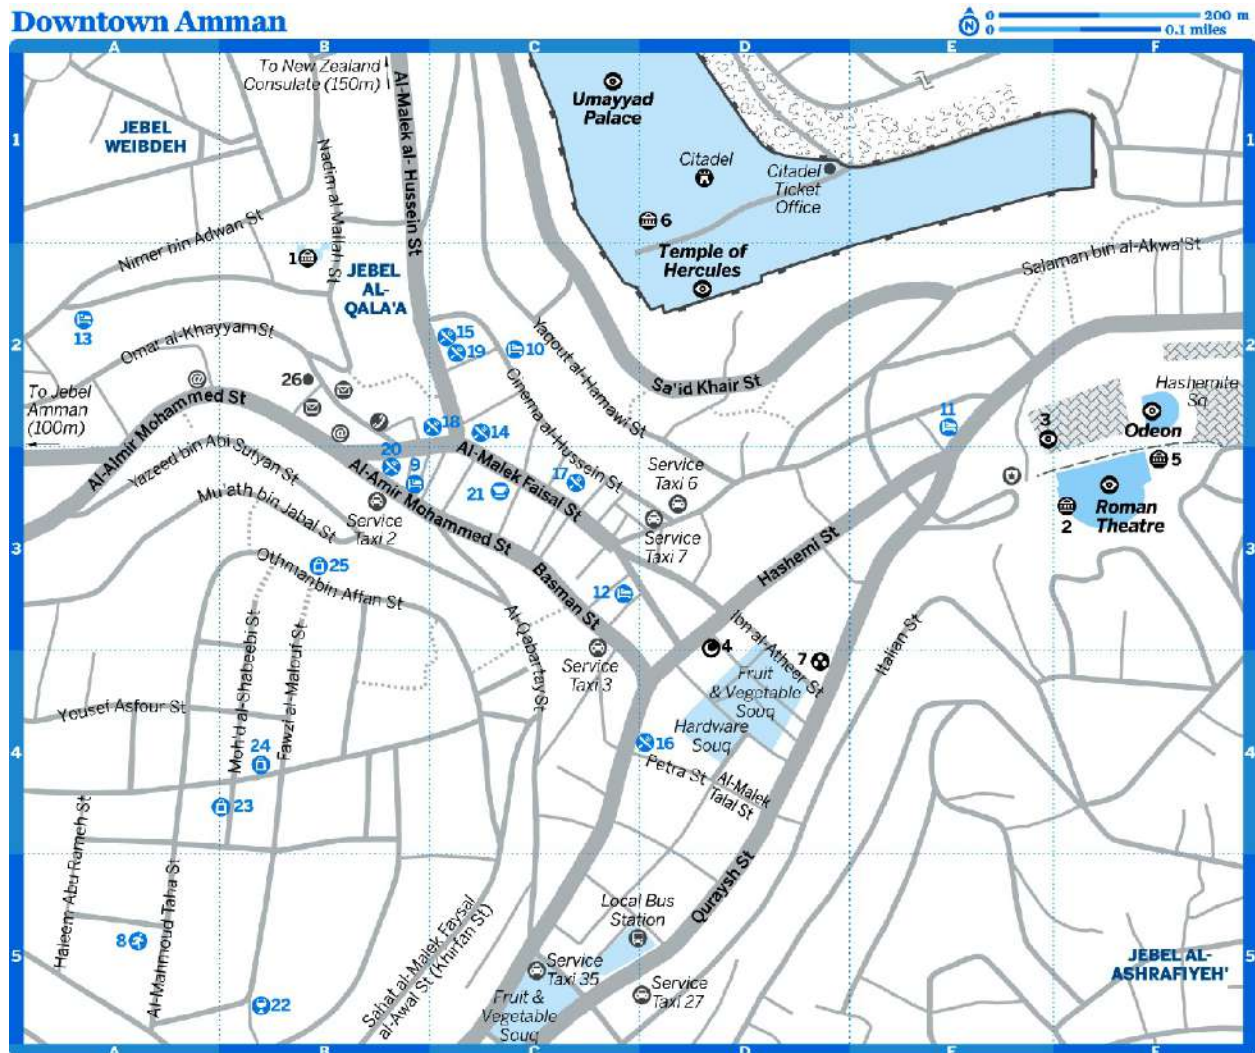 Downtown Amman
N
0 200 m
0 0.1 miles
A B C D E F
1 1
To New Zealand
Consulate (150m)
JEBEL
WEIBDEH
Al-Malek al- Hussein St
Nadim al Mallah St
Umayyad
Palace
Citadel
Citadel
Ticket
Office
6
Nimer bin Adwan St
1
JEBEL
AL-
QALA'A
Temple of
Hercules
Salaman bin al-Akwa'St
13
2 2
Omar al-KhayyamSt
15
19
10
Yaqout al-Hamawi St
Cinema al-Hussein St
Sa'id Khair St
To Jebel
Amman
(100m)
@
26
@
Al-Almir Mohammed St
Yazeed bin Abi Sufyan St
Mu'ath bin Jabal St
18
14
20
9
11
3
Hashemite
Sq
Odeon
5
Roman
Theatre
2
Al-Malek Faisal St
Al-Amir Mohammed St
17
21
Service
Taxi 6
Service
Taxi 7
Service
Taxi 2
3 3
25
Othmanbin Affan St
Basman St
12
Hashemi St
Al-Qabartay St
Ibn al-Atheer St
4
7
Italian St
Service
Taxi 3
Fruit
& Vegetable
Souq
Hardware
Souq
Yousef Asfour St
Moh'd al-Shabeebi St
Fawzi al-Malouf St
4 4
24
16
Petra St
Al-Malek
Talal St
23
Haleem Abu Rameh St
Al-Mahmoud Taha St
Quraysh St
Local Bus
Station
8
5 5
Sahat al-Malek Faysal
al-Awal St (Khirfan St)
Service
Taxi 35
Service
Taxi 27
22
Fruit &
Vegetable
Souq
JEBEL AL-
ASHRAFIYEH'
A B C D E F